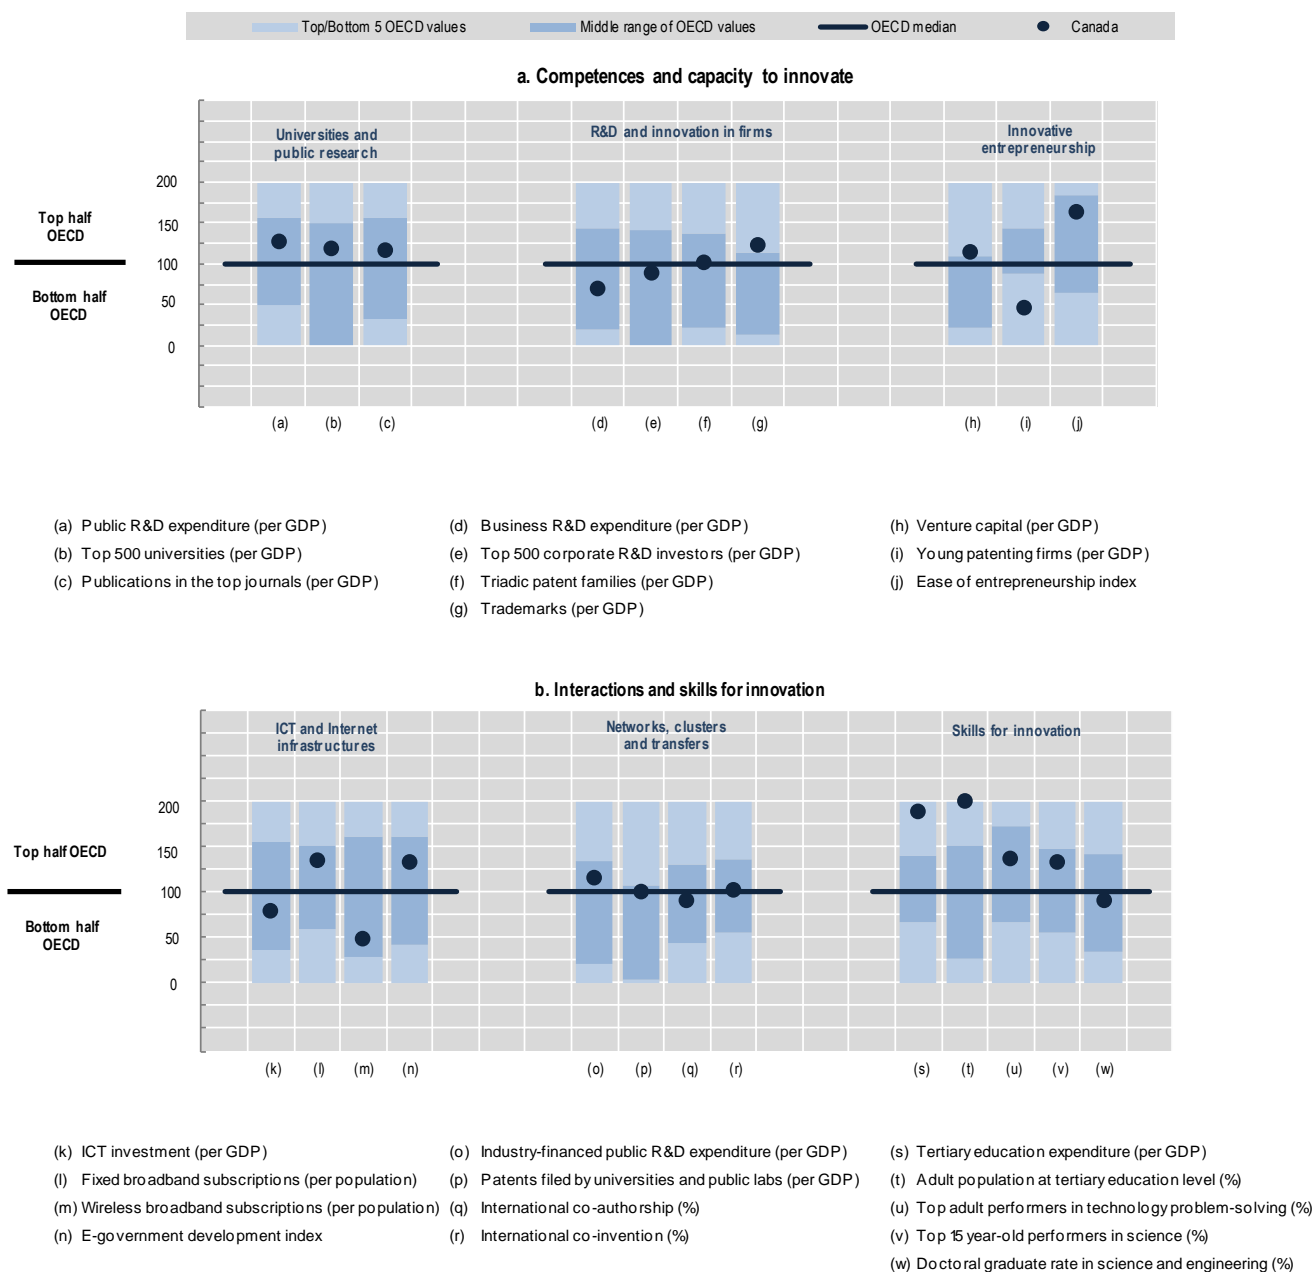 Top/Bottom 5 OECD values Middle range of OECD values OECD median Canada
a. Competences and capacity to innovate
Universities and
public research
R&D and innovation in firms
Innovative
entrepreneurship
200
150
100
50
0
Top half
OECD
Bottom half
OECD
(a) (b) (c) (d) (e) (f) (g) (h) (i) (j)
(a) Public R&D expenditure (per GDP)
(b) Top 500 universities (per GDP)
(c) Publications in the top journals (per GDP)
(d) Business R&D expenditure (per GDP)
(e) Top 500 corporate R&D investors (per GDP)
(f) Triadic patent families (per GDP)
(g) Trademarks (per GDP)
(h) Venture capital (per GDP)
(i) Young patenting firms (per GDP)
(j) Ease of entrepreneurship index
b. Interactions and skills for innovation
ICT and Internet
infrastructures
Networks, clusters
and transfers
Skills for innovation
200
150
100
50
0
Top half OECD
Bottom half
OECD
(k) (l) (m) (n) (o) (p) (q) (r) (s) (t) (u) (v) (w)
(k) ICT investment (per GDP)
(l) Fixed broadband subscriptions (per population)
(m) Wireless broadband subscriptions (per population)
(n) E-government development index
(o) Industry-financed public R&D expenditure (per GDP)
(p) Patents filed by universities and public labs (per GDP)
(q) International co-authorship (%)
(r) International co-invention (%)
(s) Tertiary education expenditure (per GDP)
(t) Adult population at tertiary education level (%)
(u) Top adult performers in technology problem-solving (%)
(v) Top 15 year-old performers in science (%)
(w) Doctoral graduate rate in science and engineering (%)